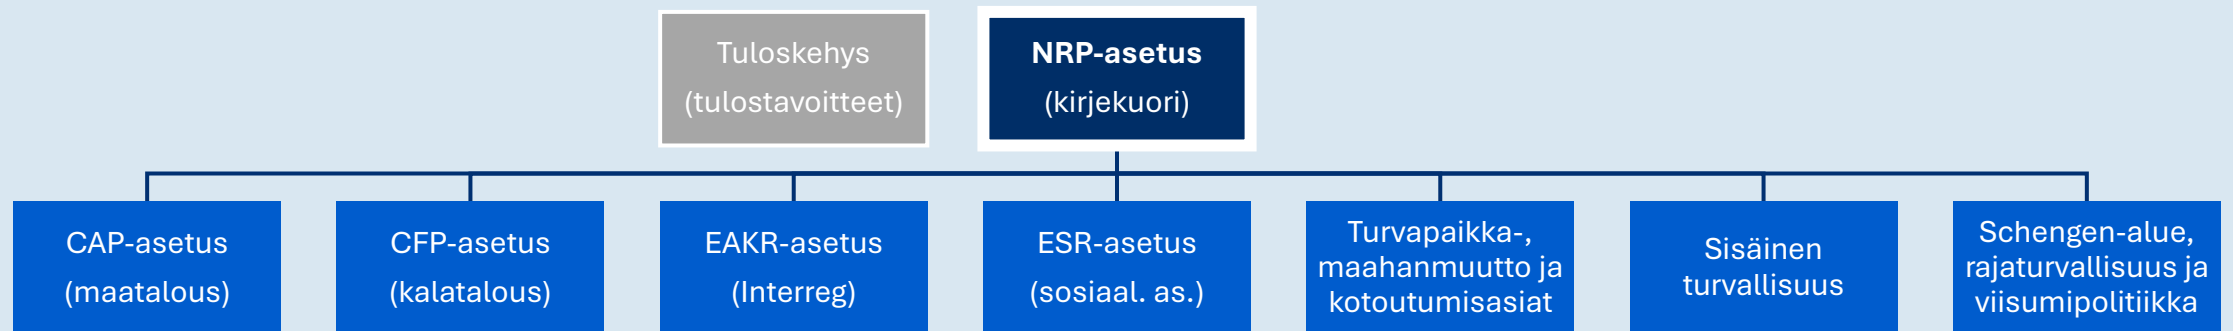 Tuloskehys
(tulostavoitteet)
NRP-asetus
(kirjekuori)
CAP-asetus
(maatalous)
CFP-asetus
(kalatalous)
EAKR-asetus
(Interreg)
ESR-asetus
(sosiaal. as.)
Turvapaikka-,
maahanmuutto ja
kotoutumisasiat
Sisäinen
turvallisuus
Schengen-alue,
rajaturvallisuus ja
viisumipolitiikka